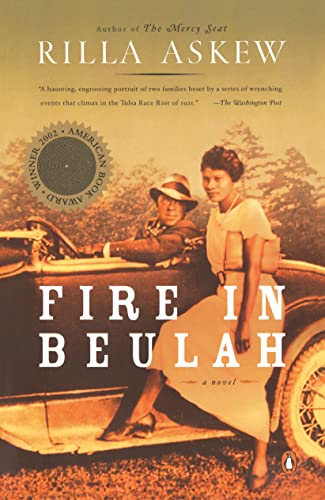 Author of The Mercy Seat
RILLA ASKEW
"A haunting, engrossing portrait of two families beset by a series of wrenching
events that climax in the Tulsa Race Riot of 1921." —The Washington Post
WINNER 2002 • AMERICAN BOOK AWARD •
FIRE IN
BEULAH
a novel